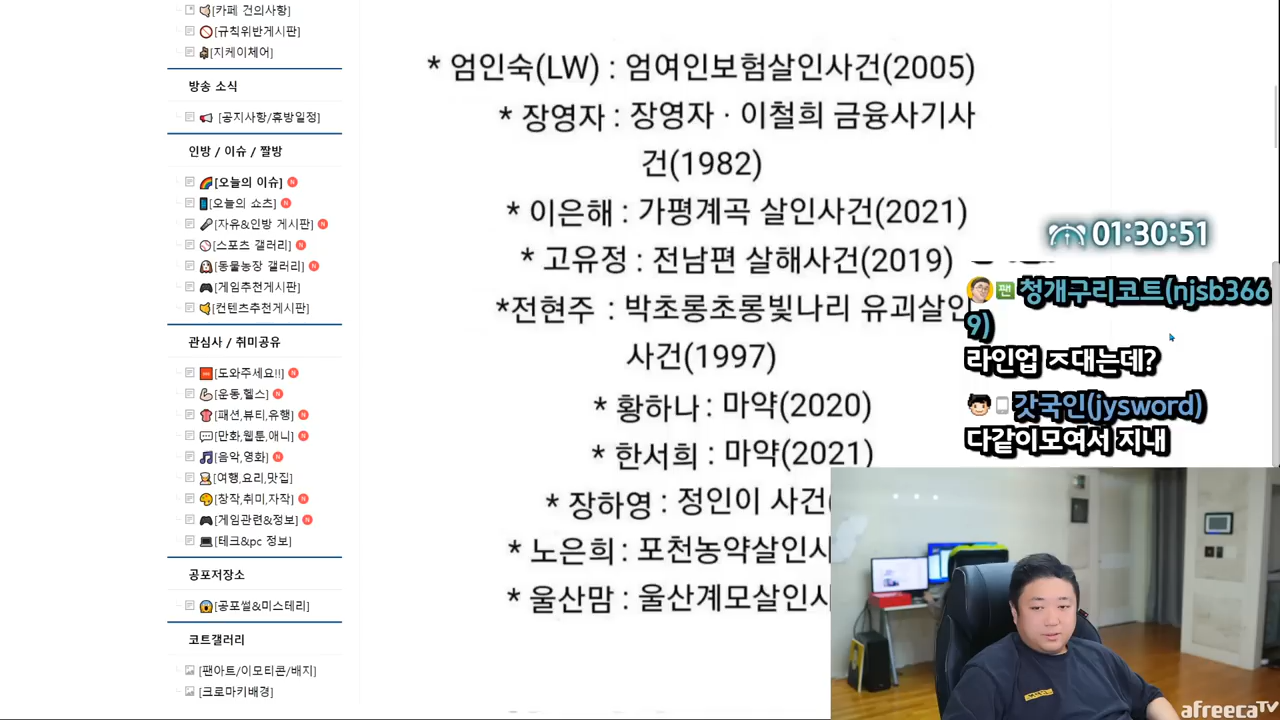 [카페 건의사항]
[규칙위반게시판]
[지케이체어]
방송 소식
[공지사항/휴방일정]
인방 / 이슈 / 짤방
[오늘의 이슈] N
[오늘의 쇼츠] N
[자유&인방 게시판] N
[스포츠 갤러리] N
[동물농장 갤러리] N
[게임추천게시판]
[컨텐츠추천게시판]
관심사 / 취미공유
[도와주세요!!] N
[운동,헬스] N
[패션,뷰티,유행] N
[만화,웹툰,애니] N
[음악,영화] N
[여행,요리,맛집]
[창작,취미,자작] N
[게임관련&정보] N
[테크&pc 정보]
공포저장소
[공포썰&미스테리]
코트갤러리
[팬아트/이모티콘/배지]
[크로마키배경]
* 엄인숙(LW) : 엄여인보험살인사건(2005)
* 장영자 : 장영자 · 이철희 금융사기사
건(1982)
* 이은해 : 가평계곡 살인사건(2021)
* 고유정 : 전남편 살해사건(2019)
*전현주 : 박초롱초롱빛나리 유괴살인
사건(1997)
* 황하나 : 마약(2020)
* 한서희 : 마약(2021)
* 장하영 : 정인이 사건(
* 노은희 : 포천농약살인사
* 울산맘 : 울산계모살인사
01:30:51
팬 청개구리코트(njsb366
9)
라인업 ㅈ대는데?
갓국인(jysword)
다같이모여서 지내
afreecaTV